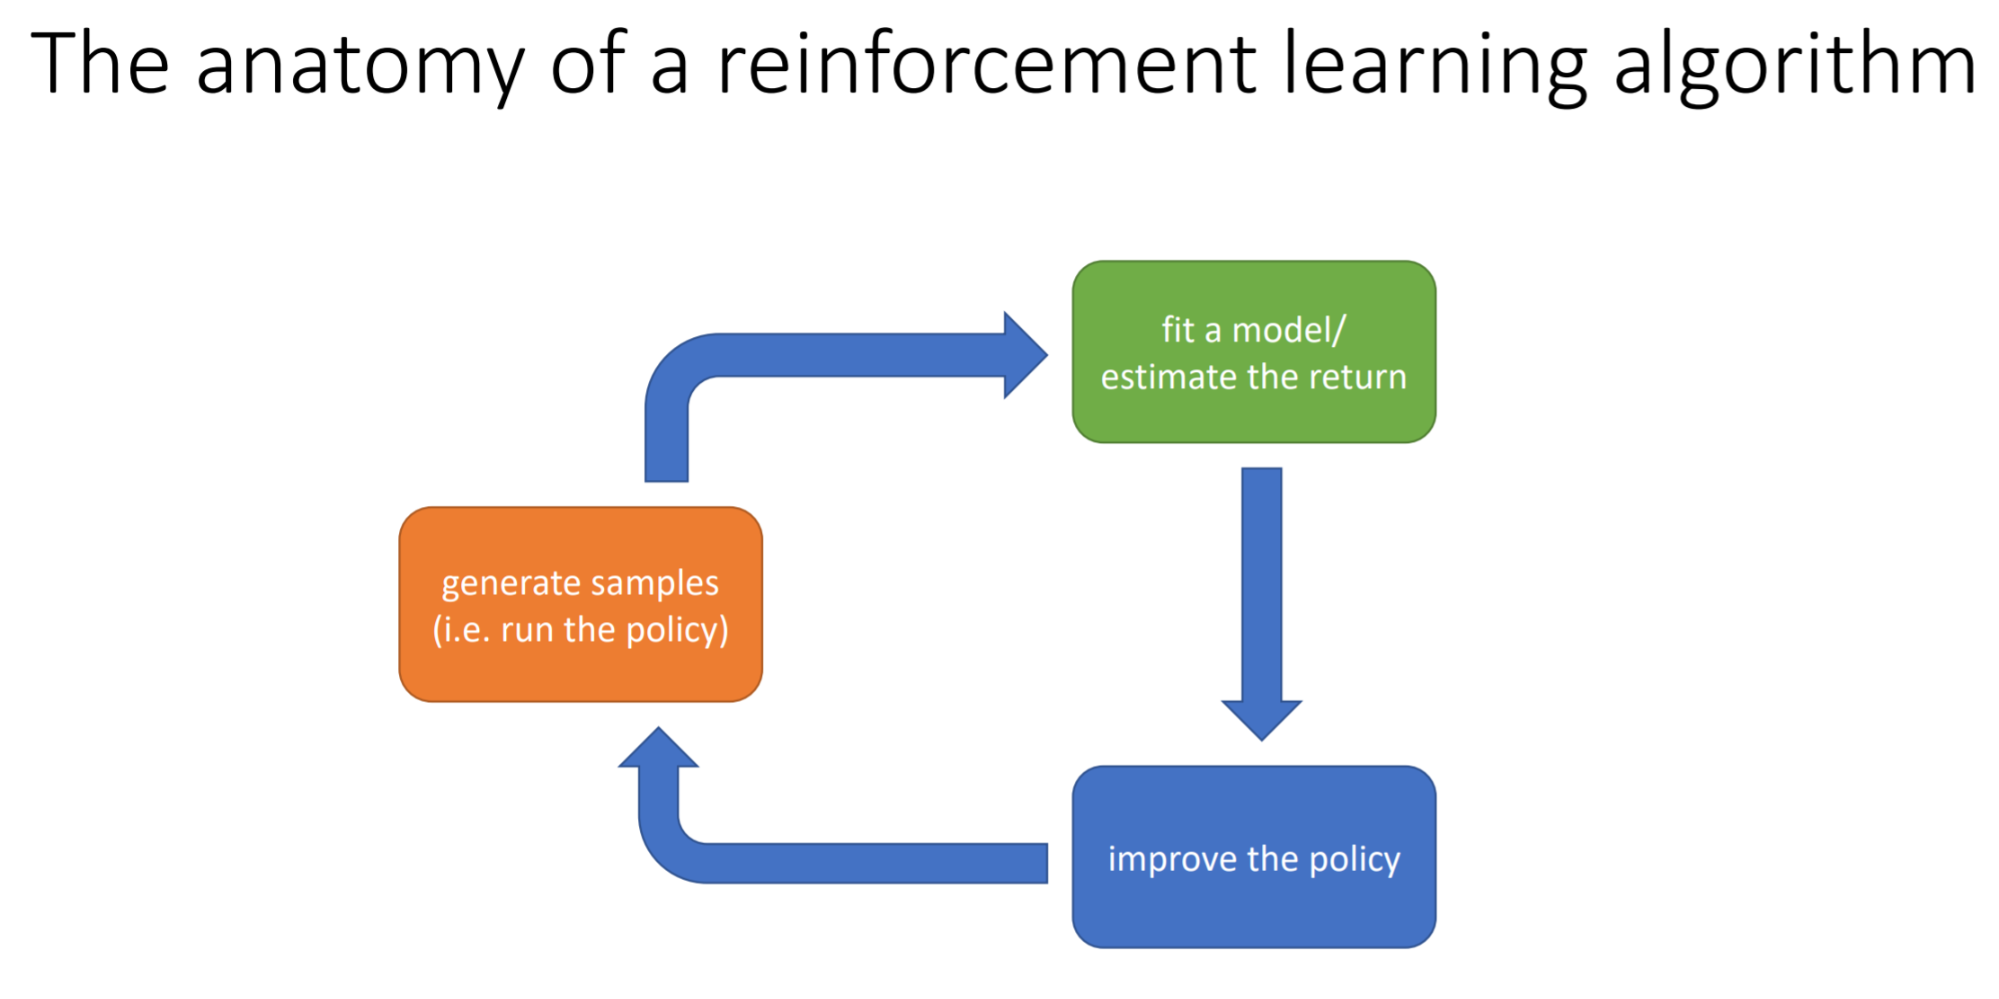 The anatomy of a reinforcement learning algorithm
fit a model/
estimate the return
generate samples
(i.e. run the policy)
improve the policy